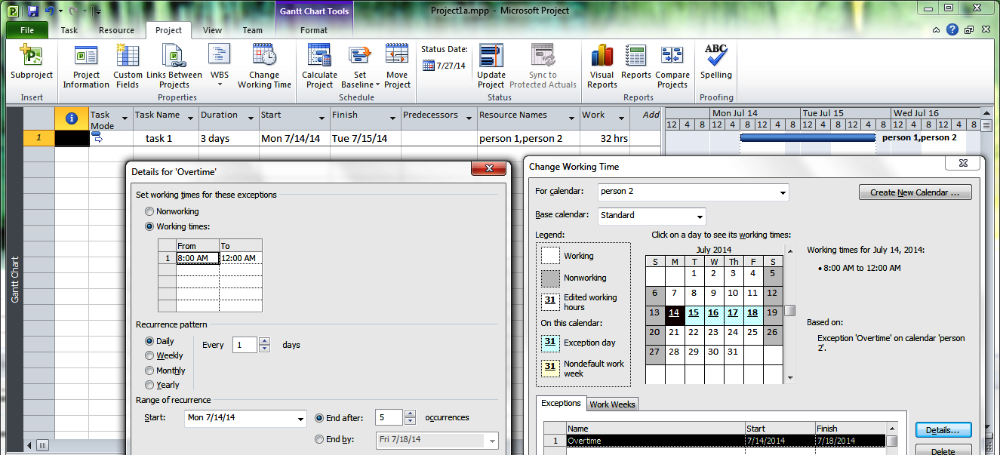 Gantt Chart Tools
Project1a.mpp - Microsoft Project
File Task Resource Project View Team Format
Subproject
Project Information
Custom Fields
Links Between Projects
WBS
Change Working Time
Calculate Project
Set Baseline
Move Project
Status Date:
7/27/14
Update Project
Sync to Protected Actuals
Visual Reports
Reports
Compare Projects
ABC
Spelling
Insert Properties Schedule Status Reports Proofing
Task Mode Task Name Duration Start Finish Predecessors Resource Names Work Add
Mon Jul 14 Tue Jul 15 Wed Jul 16
12 4 8 12 4 8 12 4 8 12 4 8 12 4 8 12 4 8 12 4 8
1 task 1 3 days Mon 7/14/14 Tue 7/15/14 person 1,person 2 32 hrs
person 1,person 2
Gantt Chart
Details for 'Overtime'
Set working times for these exceptions
Nonworking
Working times:
From To
1 8:00 AM 12:00 AM
Recurrence pattern
Daily
Weekly
Monthly
Yearly
Every 1 days
Range of recurrence
Start: Mon 7/14/14 End after: 5 occurrences
End by: Fri 7/18/14
Change Working Time
For calendar: person 2
Create New Calendar ...
Base calendar: Standard
Legend:
Working
Nonworking
31 Edited working hours
On this calendar:
31 Exception day
31 Nondefault work week
Click on a day to see its working times:
July 2014
S M T W Th F S
1 2 3 4 5
6 7 8 9 10 11 12
13 14 15 16 17 18 19
20 21 22 23 24 25 26
27 28 29 30 31
Working times for July 14, 2014:
• 8:00 AM to 12:00 AM
Based on:
Exception 'Overtime' on calendar 'person 2'.
Exceptions Work Weeks
Name Start Finish
1 Overtime 7/14/2014 7/18/2014
Details...
Delete